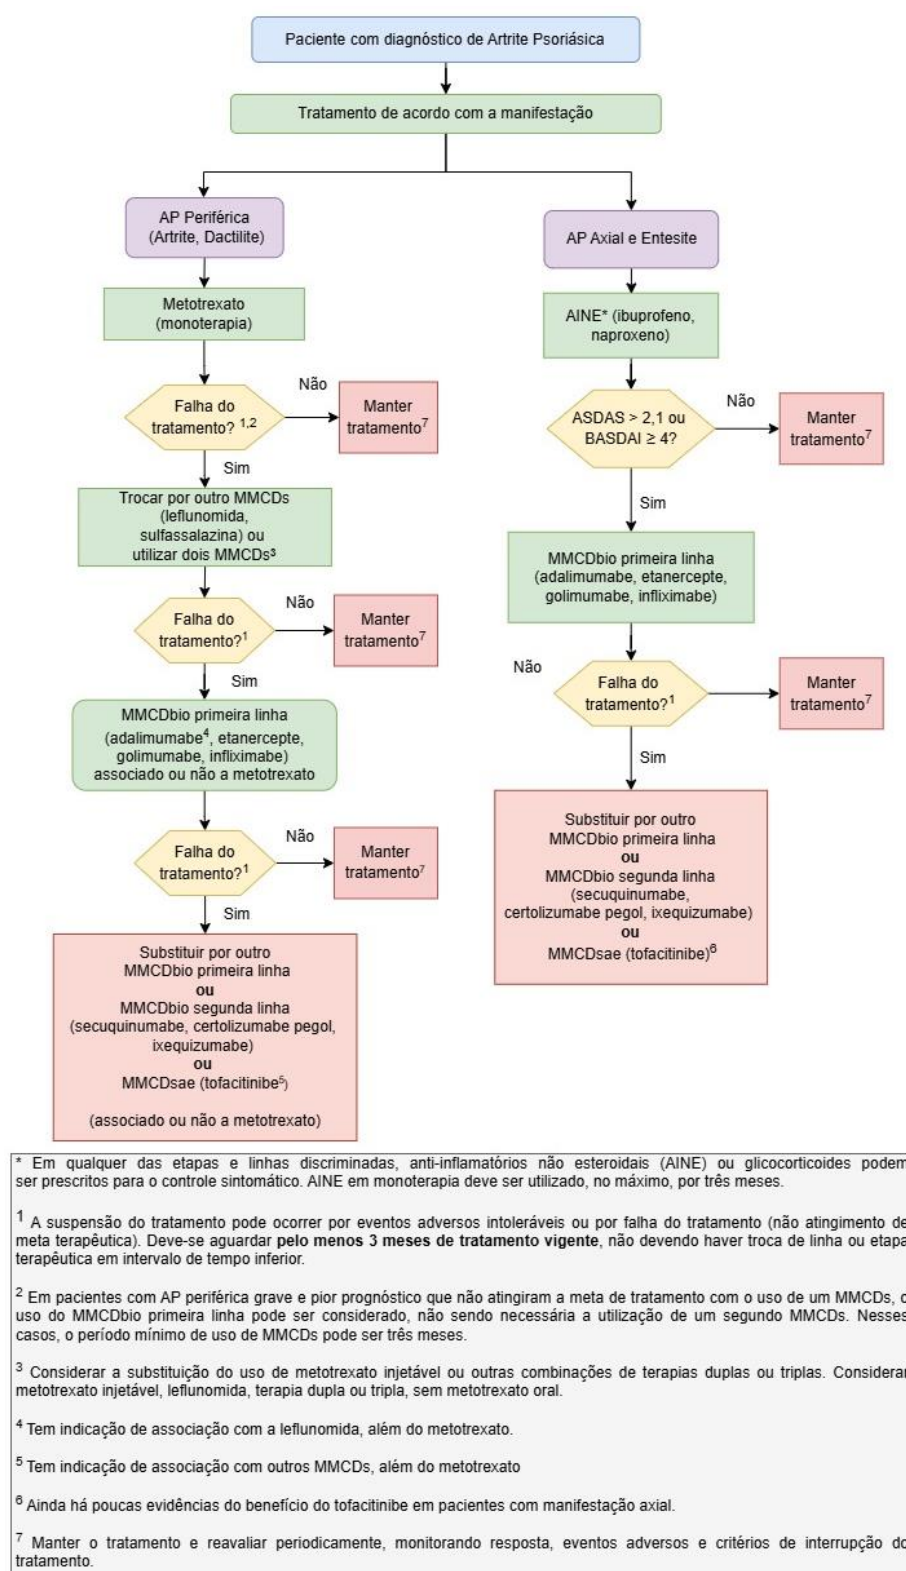 Paciente com diagnóstico de Artrite Psoriásica
Tratamento de acordo com a manifestação
AP Periférica
(Artrite, Dactilite)
Metotrexato
(monoterapia)
Falha do
tratamento? 1,2
Não
Manter
tratamento7
Sim
Trocar por outro MMCDs
(leflunomida,
sulfassalazina) ou
utilizar dois MMCDs3
Falha do
tratamento?1
Não
Manter
tratamento7
Sim
MMCDbio primeira linha
(adalimumabe4, etanercepte,
golimumabe, infliximabe)
associado ou não a metotrexato
Falha do
tratamento?1
Não
Manter
tratamento7
Sim
Substituir por outro
MMCDbio primeira linha
ou
MMCDbio segunda linha
(secuquinumabe, certolizumabe pegol,
ixequizumabe)
ou
MMCDsae (tofacitinibe5)
(associado ou não a metotrexato)
AP Axial e Entesite
AINE* (ibuprofeno,
naproxeno)
ASDAS > 2,1 ou
BASDAI ≥ 4?
Não
Manter
tratamento7
Sim
MMCDbio primeira linha
(adalimumabe, etanercepte,
golimumabe, infliximabe)
Não
Falha do
tratamento?1
Manter
tratamento7
Sim
Substituir por outro
MMCDbio primeira linha
ou
MMCDbio segunda linha
(secuquinumabe,
certolizumabe pegol, ixequizumabe)
ou
MMCDsae (tofacitinibe)6
* Em qualquer das etapas e linhas discriminadas, anti-inflamatórios não esteroidais (AINE) ou glicocorticoides podem
ser prescritos para o controle sintomático. AINE em monoterapia deve ser utilizado, no máximo, por três meses.
1 A suspensão do tratamento pode ocorrer por eventos adversos intoleráveis ou por falha do tratamento (não atingimento de
meta terapêutica). Deve-se aguardar pelo menos 3 meses de tratamento vigente, não devendo haver troca de linha ou etapa
terapêutica em intervalo de tempo inferior.
2 Em pacientes com AP periférica grave e pior prognóstico que não atingiram a meta de tratamento com o uso de um MMCDs, o
uso do MMCDbio primeira linha pode ser considerado, não sendo necessária a utilização de um segundo MMCDs. Nesses
casos, o período mínimo de uso de MMCDs pode ser três meses.
3 Considerar a substituição do uso de metotrexato injetável ou outras combinações de terapias duplas ou triplas. Considerar
metotrexato injetável, leflunomida, terapia dupla ou tripla, sem metotrexato oral.
4 Tem indicação de associação com a leflunomida, além do metotrexato.
5 Tem indicação de associação com outros MMCDs, além do metotrexato
6 Ainda há poucas evidências do benefício do tofacitinibe em pacientes com manifestação axial.
7 Manter o tratamento e reavaliar periodicamente, monitorando resposta, eventos adversos e critérios de interrupção do
tratamento.